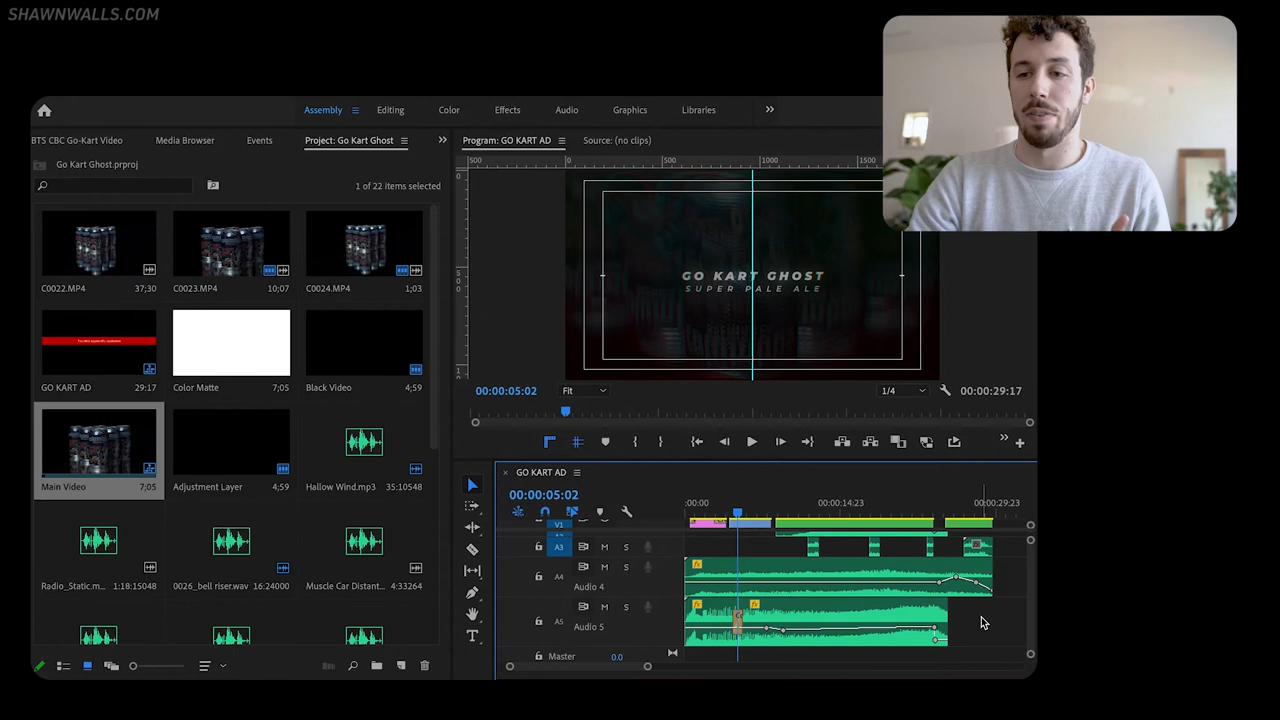 SHAWNWALLS.COM
Assembly Editing Color Effects Audio Graphics Libraries
BTS CBC Go-Kart Video Media Browser Events Project: Go Kart Ghost Program: GO KART AD Source: (no clips)
Go Kart Ghost.prproj
500 0 500 1000 1500
1 of 22 items selected
C0022.MP4 37;30 C0023.MP4 10;07 C0024.MP4 1;03
GO KART GHOST
SUPER PALE ALE
GO KART AD 29:17 Color Matte 7;05 Black Video 4;59
00:00:05:02 Fit 1/4 00:00:29:17
Main Video 7;05 Adjustment Layer 4;59 Hallow Wind.mp3 35:10548
GO KART AD
00:00:05:02
:00:00 00:00:14:23 00:00:29:23
V1
A3 M S
A4 M S
Audio 4
Radio_Static.m... 1:18:15048 0026_bell riser.wav 16:24000 Muscle Car Distant... 4:33264
A5 M S
Audio 5
Master 0.0